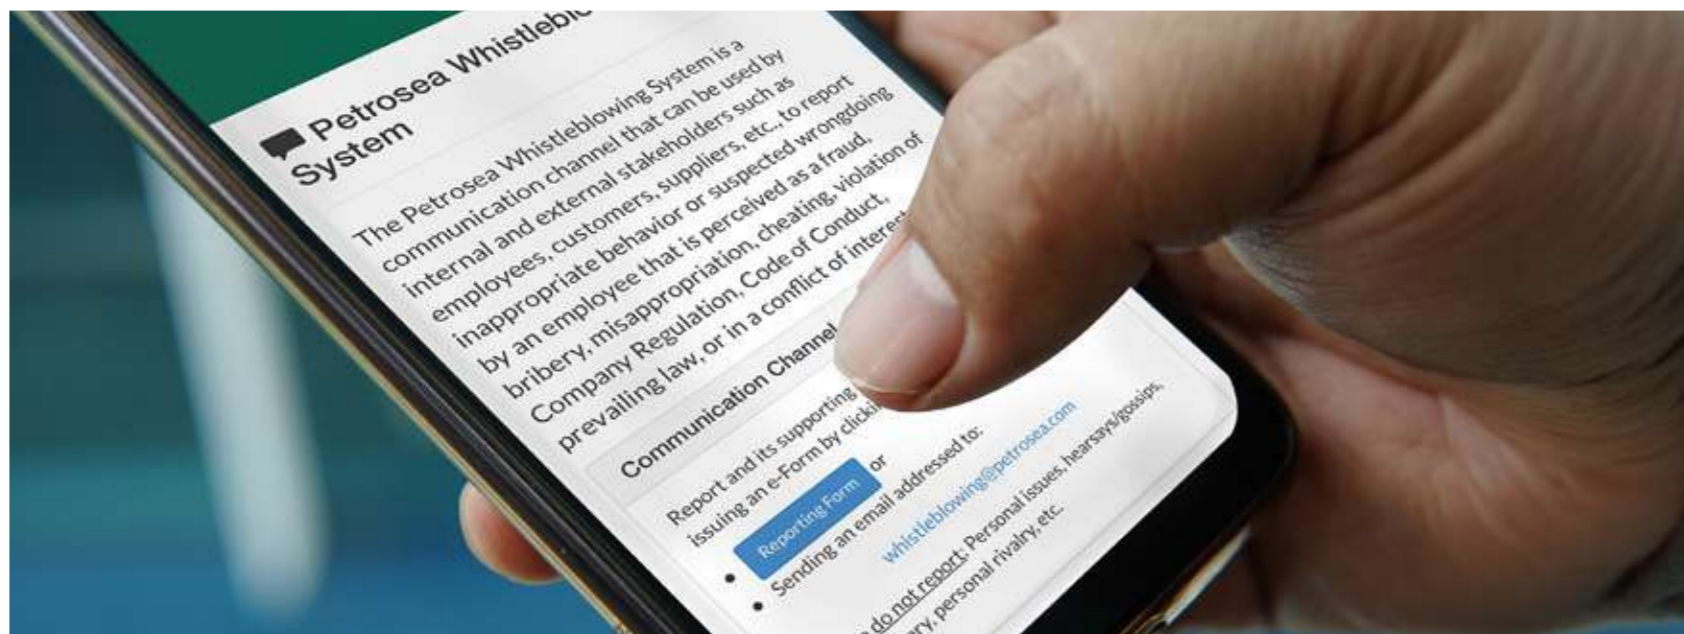 Petrosea Whistleblo
System
The Petrosea Whistleblowing System is a
communication channel that can be used by
internal and external stakeholders such as
employees, customers, suppliers, etc., to report
inappropriate behavior or suspected wrongdoing
by an employee that is perceived as a fraud,
bribery, misappropriation, cheating, violation of
Company Regulation, Code of Conduct,
prevailing law, or in a conflict of interest
Communication Channel
Report and its supporting
issuing an e-Form by clicki
Reporting Form or
Sending an email addressed to:
whistleblowing@petrosea.com
do not report: Personal issues, hearsays/gossips,
personal rivalry, etc.